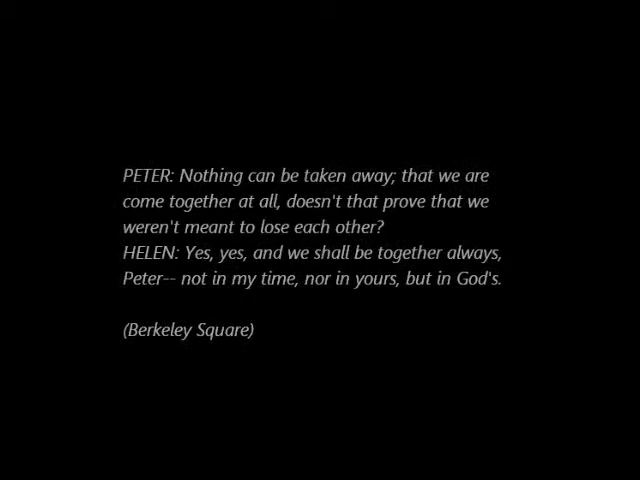 PETER: Nothing can be taken away; that we are
come together at all, doesn't that prove that we
weren't meant to lose each other?
HELEN: Yes, yes, and we shall be together always,
Peter-- not in my time, nor in yours, but in God's.
(Berkeley Square)